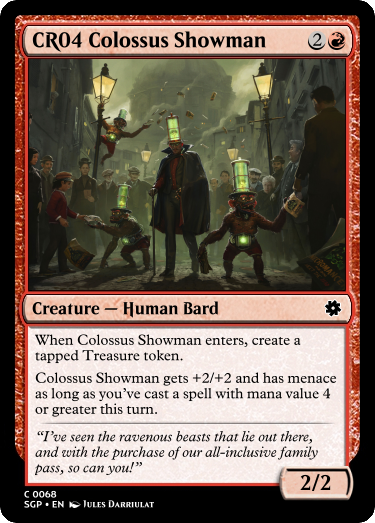 CR04 Colossus Showman 2
Creature — Human Bard
When Colossus Showman enters, create a
tapped Treasure token.
Colossus Showman gets +2/+2 and has menace
as long as you've cast a spell with mana value 4
or greater this turn.
“I've seen the ravenous beasts that lie out there,
and with the purchase of our all-inclusive family
pass, so can you!”
2/2
C 0068
SGP • EN Jules Darriulat